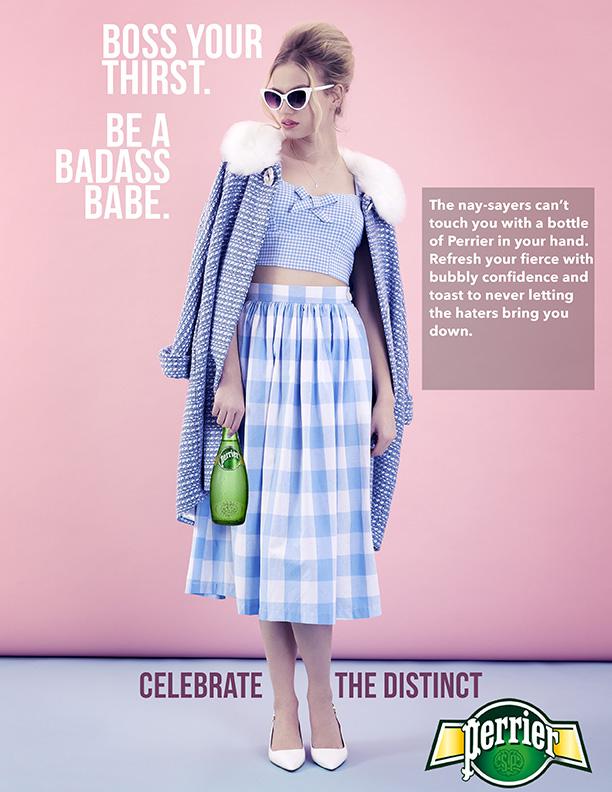 BOSS YOUR
THIRST.
BE A
BADASS
BABE.
The nay-sayers can't
touch you with a bottle
of Perrier in your hand.
Refresh your fierce with
bubbly confidence and
toast to never letting
the haters bring you
down.
Perrier
CELEBRATE THE DISTINCT
perrier